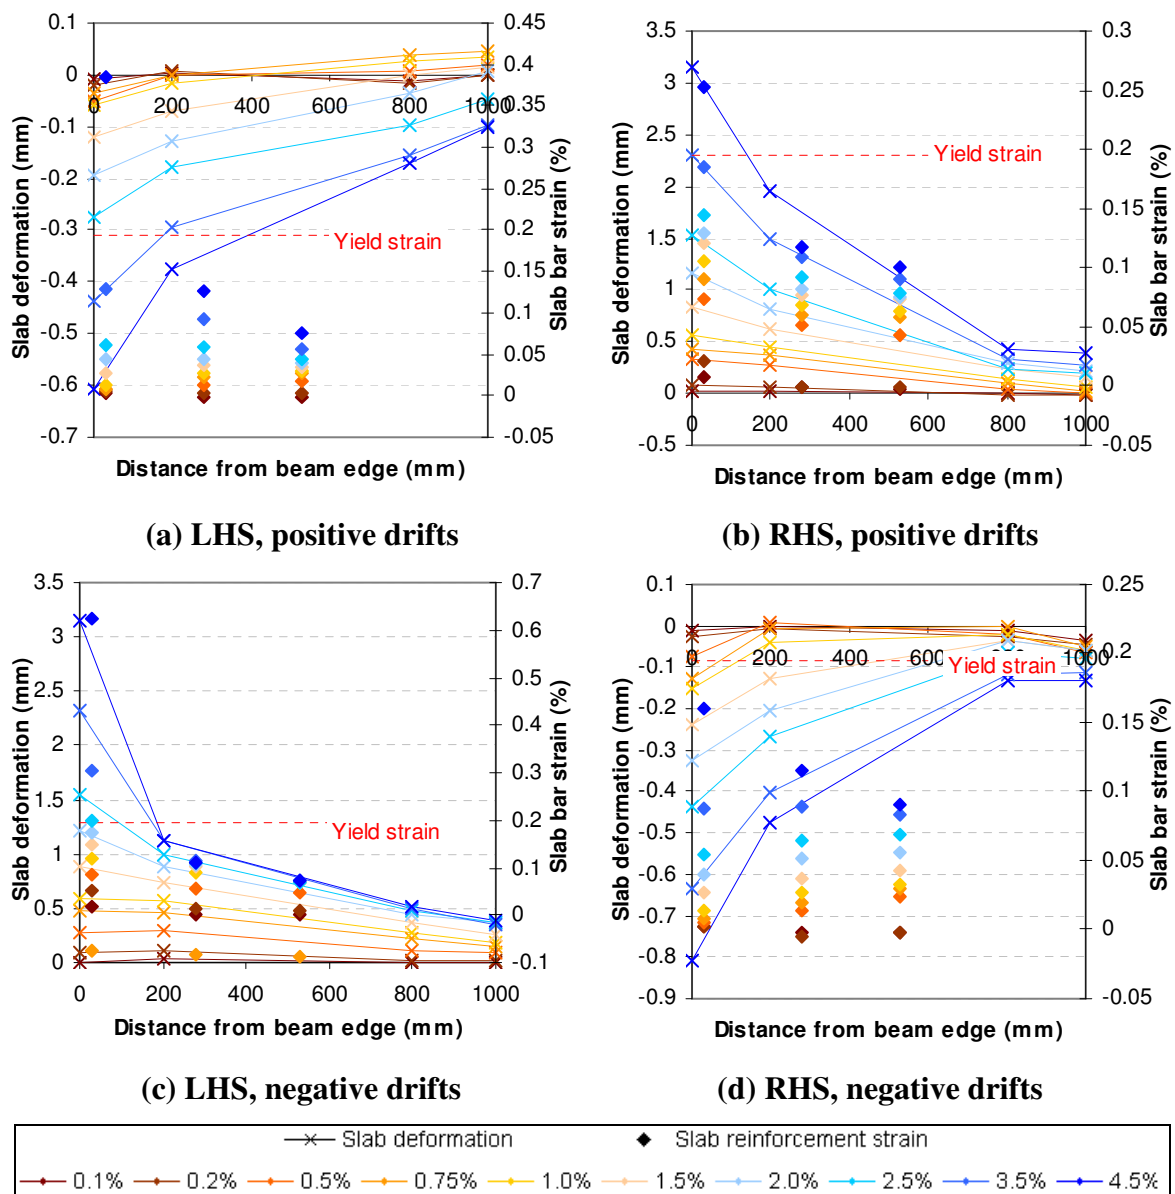 0.1
0
-0.1
-0.2
-0.3
-0.4
-0.5
-0.6
-0.7
Slab deformation (mm)
0 200 400 600 800 1000
0.45
0.4
0.35
0.3
0.25
0.2
0.15
0.1
0.05
0
-0.05
Slab bar strain (%)
Yield strain
Distance from beam edge (mm)
(a) LHS, positive drifts
3.5
3
2.5
2
1.5
1
0.5
0
-0.5
Slab deformation (mm)
0 200 400 600 800 1000
0.3
0.25
0.2
0.15
0.1
0.05
0
-0.05
Slab bar strain (%)
Yield strain
Distance from beam edge (mm)
(b) RHS, positive drifts
3.5
3
2.5
2
1.5
1
0.5
0
Slab deformation (mm)
0 200 400 600 800 1000
0.7
0.6
0.5
0.4
0.3
0.2
0.1
0
-0.1
Slab bar strain (%)
Yield strain
Distance from beam edge (mm)
(c) LHS, negative drifts
0.1
0
-0.1
-0.2
-0.3
-0.4
-0.5
-0.6
-0.7
-0.8
-0.9
Slab deformation (mm)
0 200 400 600 800 1000
0.25
0.2
0.15
0.1
0.05
0
-0.05
Slab bar strain (%)
Yield strain
Distance from beam edge (mm)
(d) RHS, negative drifts
Slab deformation Slab reinforcement strain
0.1% 0.2% 0.5% 0.75% 1.0% 1.5% 2.0% 2.5% 3.5% 4.5%